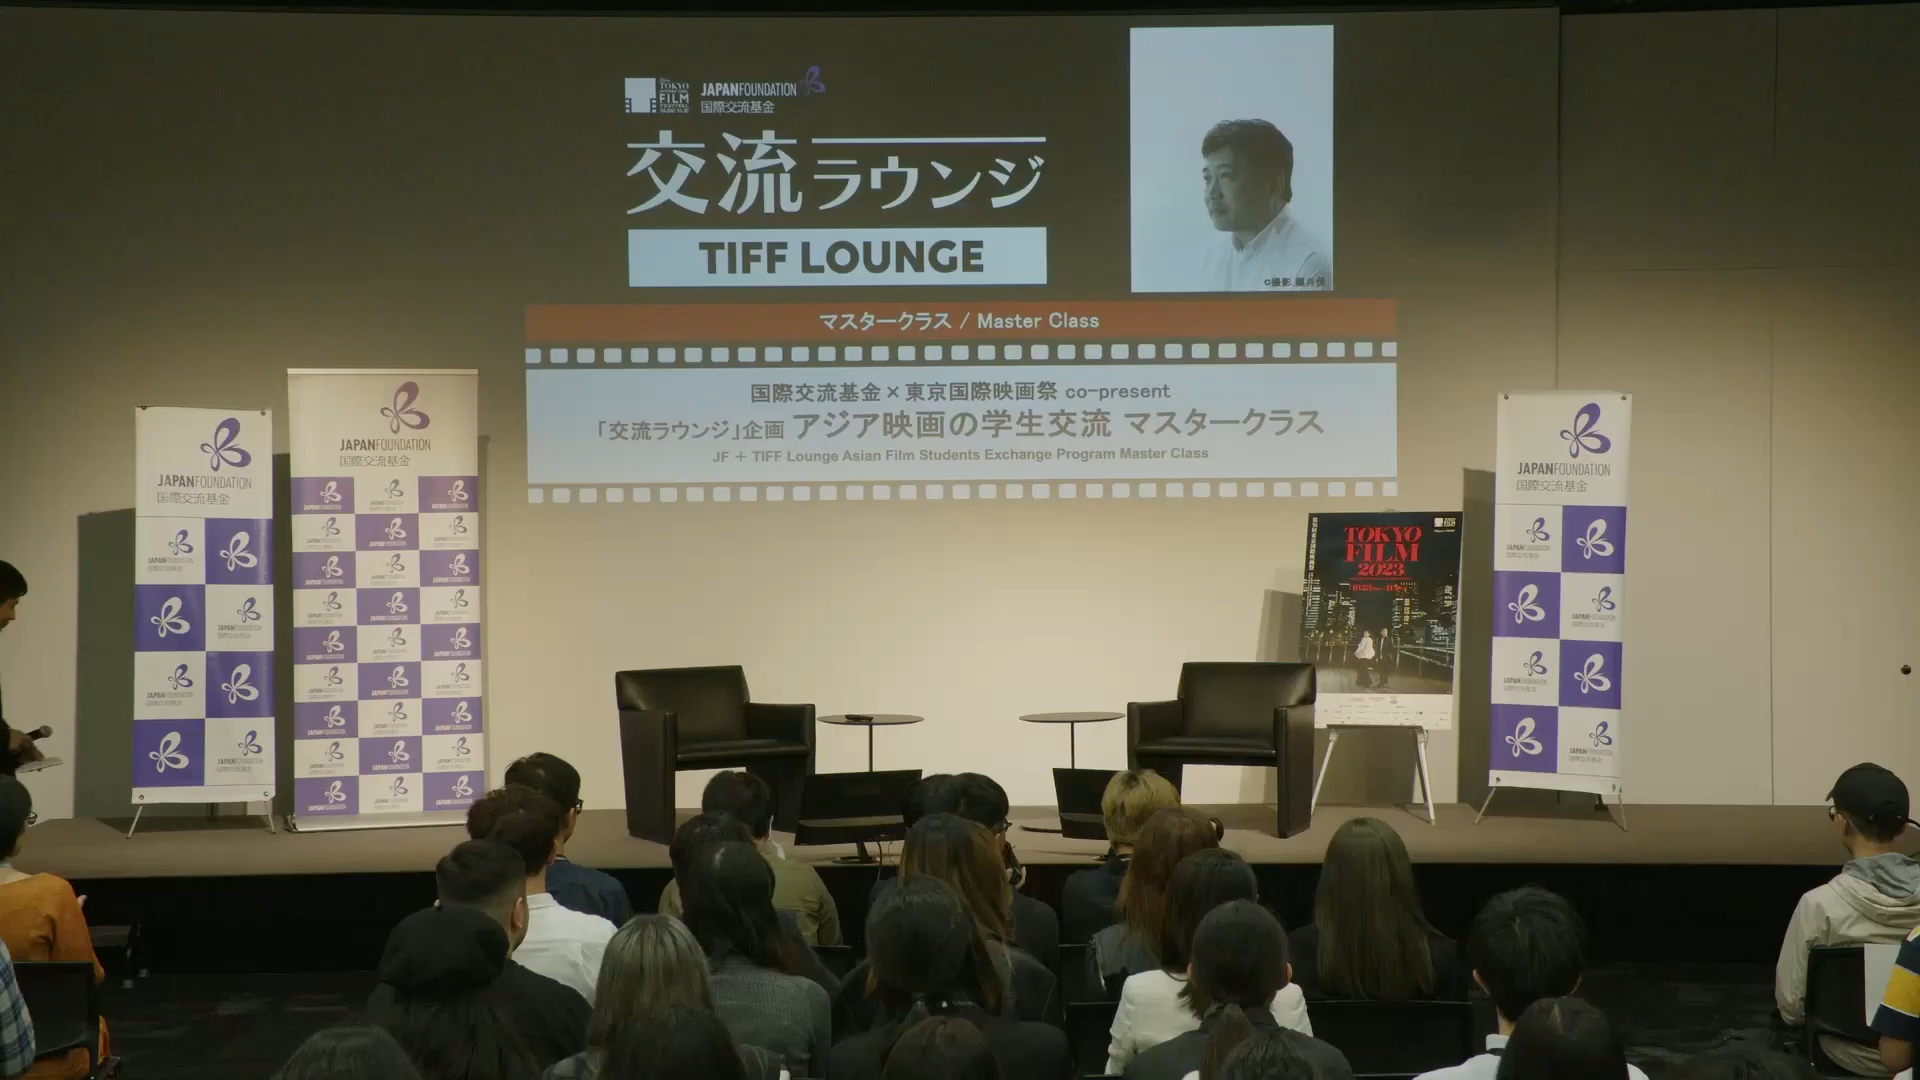 TOKYO
FILM
JAPANFOUNDATION
国際交流基金
交流ラウンジ
TIFF LOUNGE
マスタークラス / Master Class
国際交流基金×東京国際映画祭 co-present
「交流ラウンジ」企画 アジア映画の学生交流 マスタークラス
JF + TIFF Lounge Asian Film Students Exchange Program Master Class
JAPANFOUNDATION
国際交流基金
JAPANFOUNDATION
国際交流基金
JAPANFOUNDATION
国際交流基金
TOKYO
FILM
2023